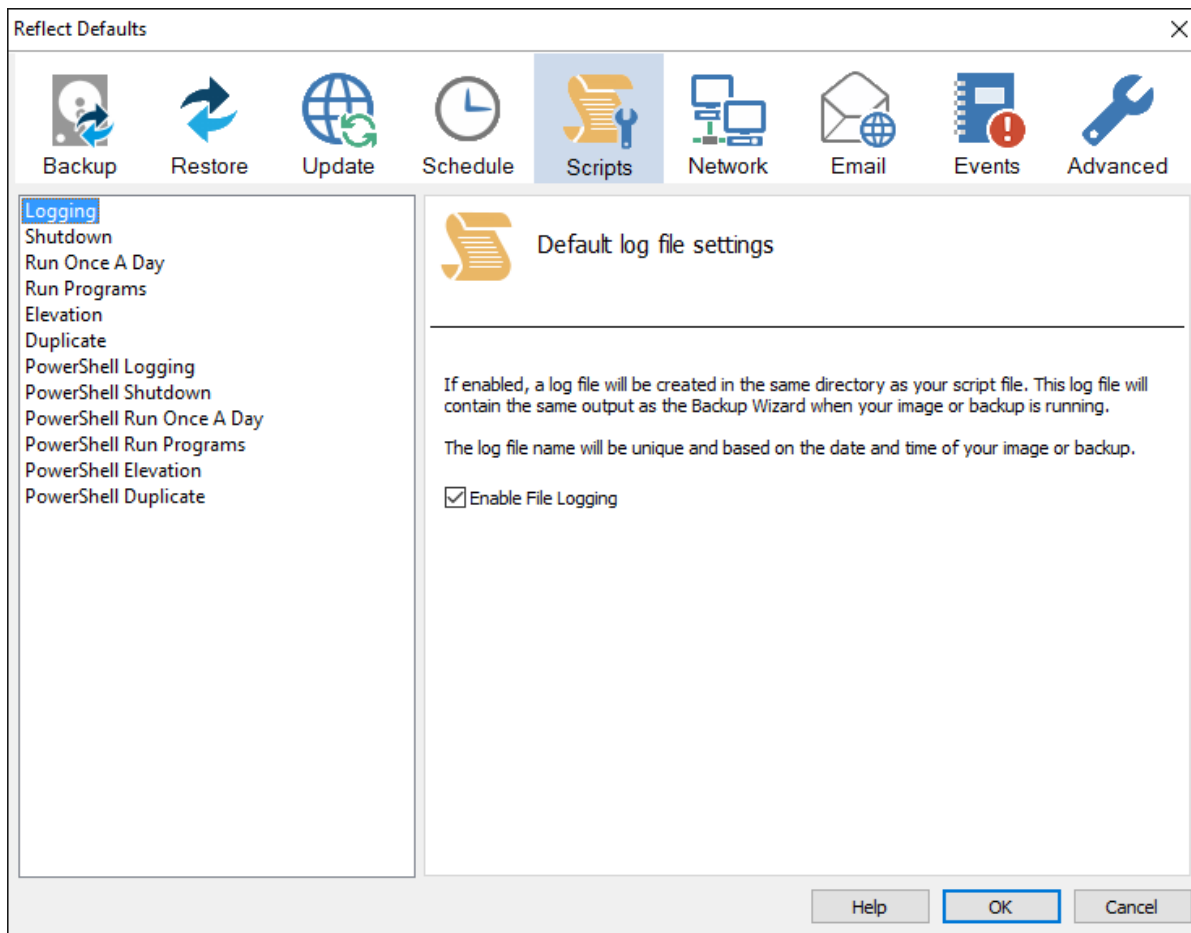 Reflect Defaults
Backup
Restore
Update
Schedule
Scripts
Network
Email
Events
Advanced
Logging
Shutdown
Run Once A Day
Run Programs
Elevation
Duplicate
PowerShell Logging
PowerShell Shutdown
PowerShell Run Once A Day
PowerShell Run Programs
PowerShell Elevation
PowerShell Duplicate
Default log file settings
If enabled, a log file will be created in the same directory as your script file. This log file will
contain the same output as the Backup Wizard when your image or backup is running.
The log file name will be unique and based on the date and time of your image or backup.
Enable File Logging
Help
OK
Cancel